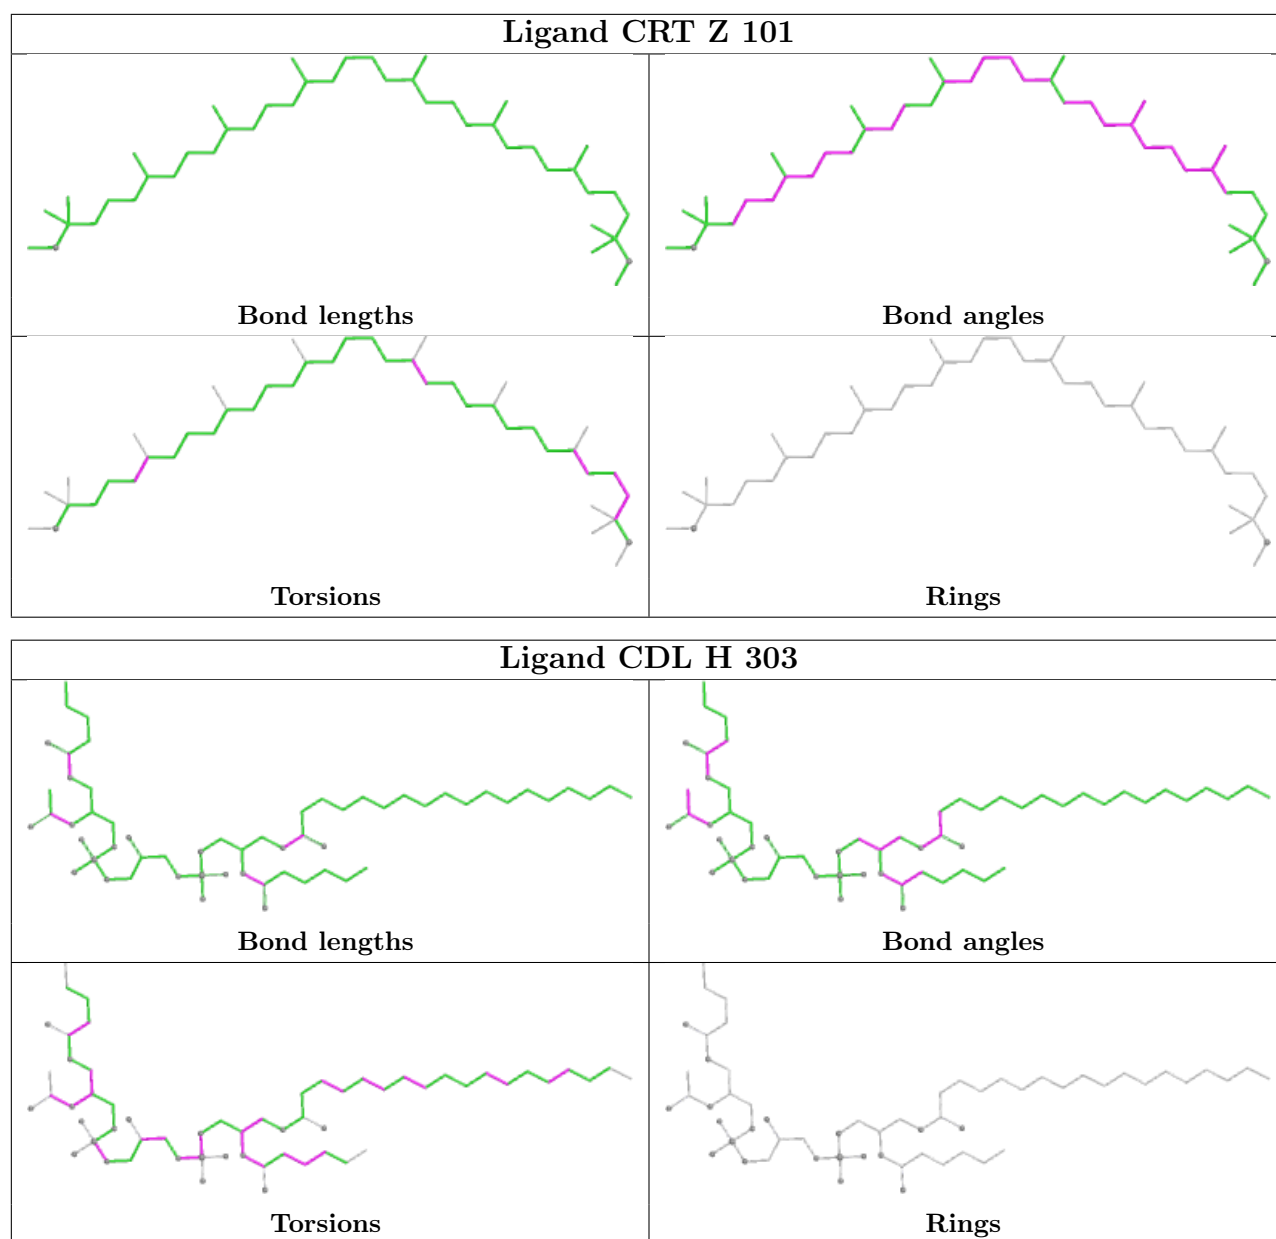 Ligand CRT Z 101
Bond lengths
Bond angles
Torsions
Rings
Ligand CDL H 303
Bond lengths
Bond angles
Torsions
Rings